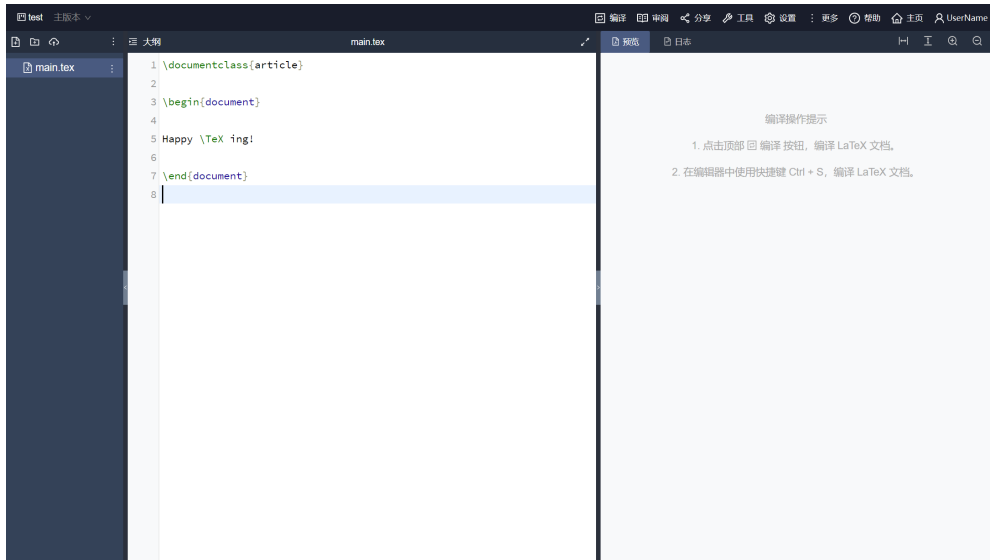 test 主版本 编译 审阅 分享 工具 设置 更多 帮助 主页 UserName
大纲 main.tex 预览 日志
main.tex
1 \documentclass{article}
2
3 \begin{document}
4
5 Happy \TeX ing!
6
7 \end{document}
8
编译操作提示
1. 点击顶部 回 编译 按钮，编译 LaTeX 文档。
2. 在编辑器中使用快捷键 Ctrl + S，编译 LaTeX 文档。